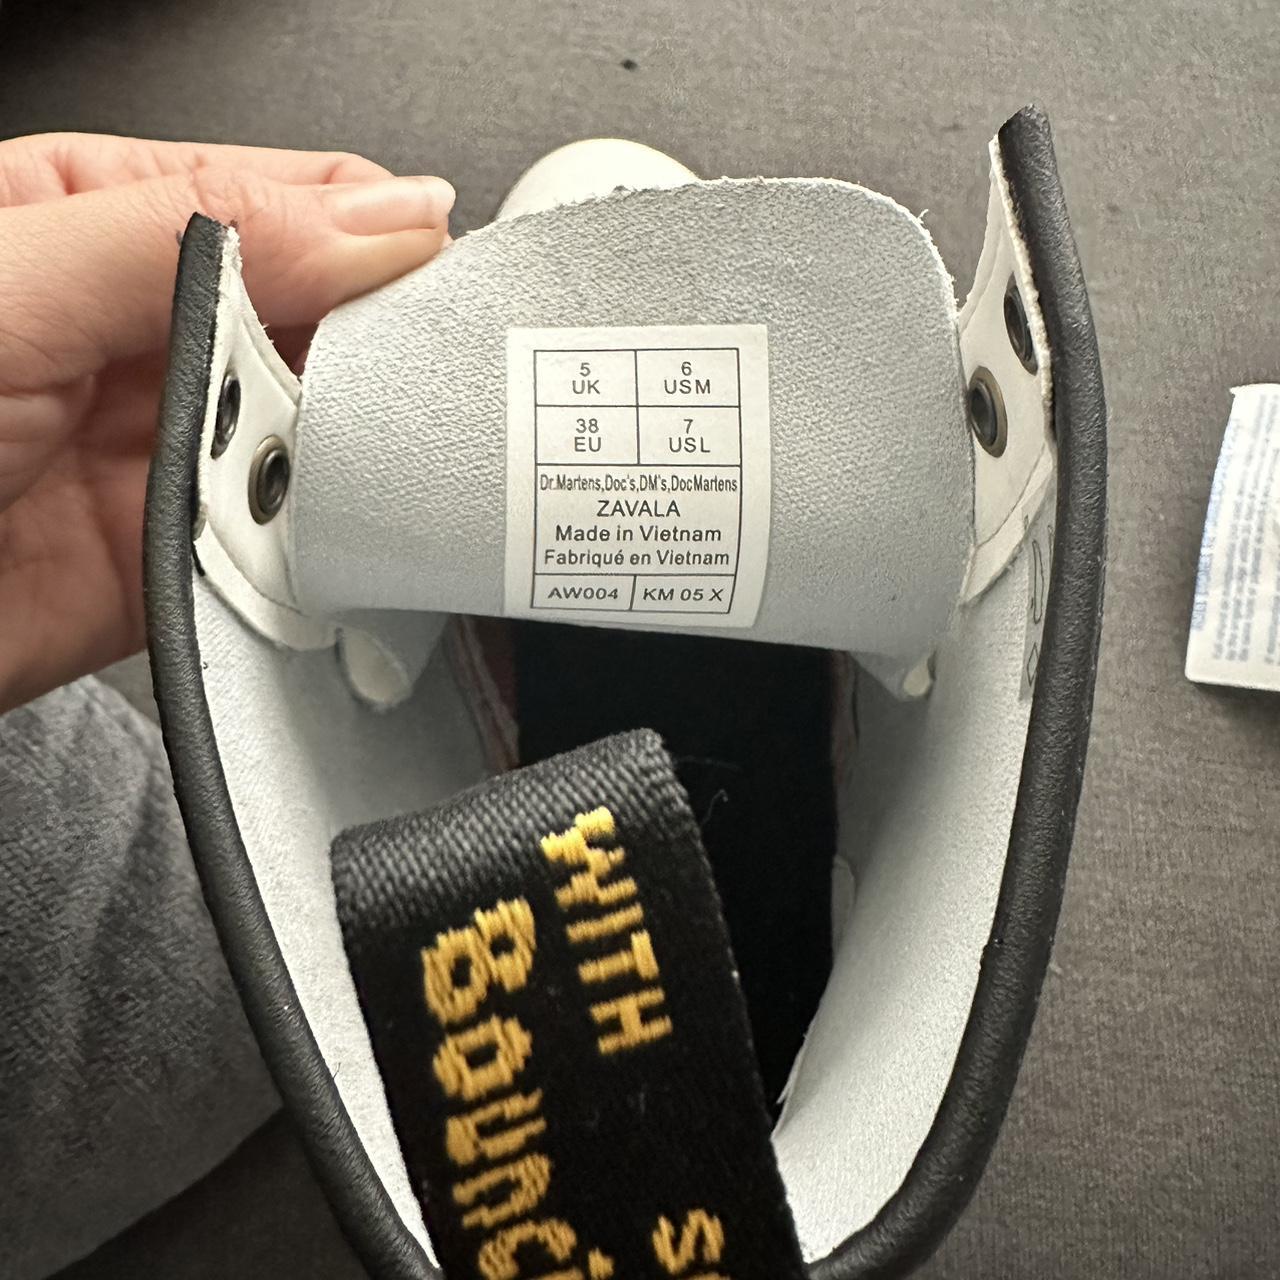 5 6
UK USM
38 7
EU USL
Dr.Martens,Doc's,DM's,DocMartens
ZAVALA
Made in Vietnam
Fabriqué en Vietnam
AW004 KM 05 X
WITH